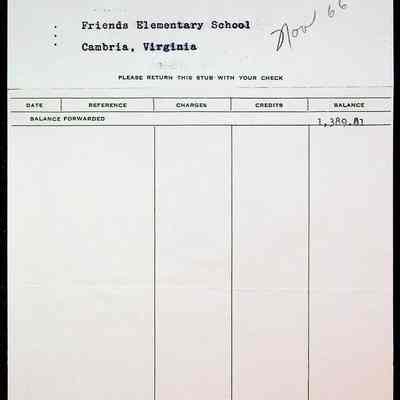 Friends Elementary School
Nov 66
Cambria, Virginia
PLEASE RETURN THIS STUB WITH YOUR CHECK
DATE REFERENCE CHARGES CREDITS BALANCE
BALANCE FORWARDED 1,389.81